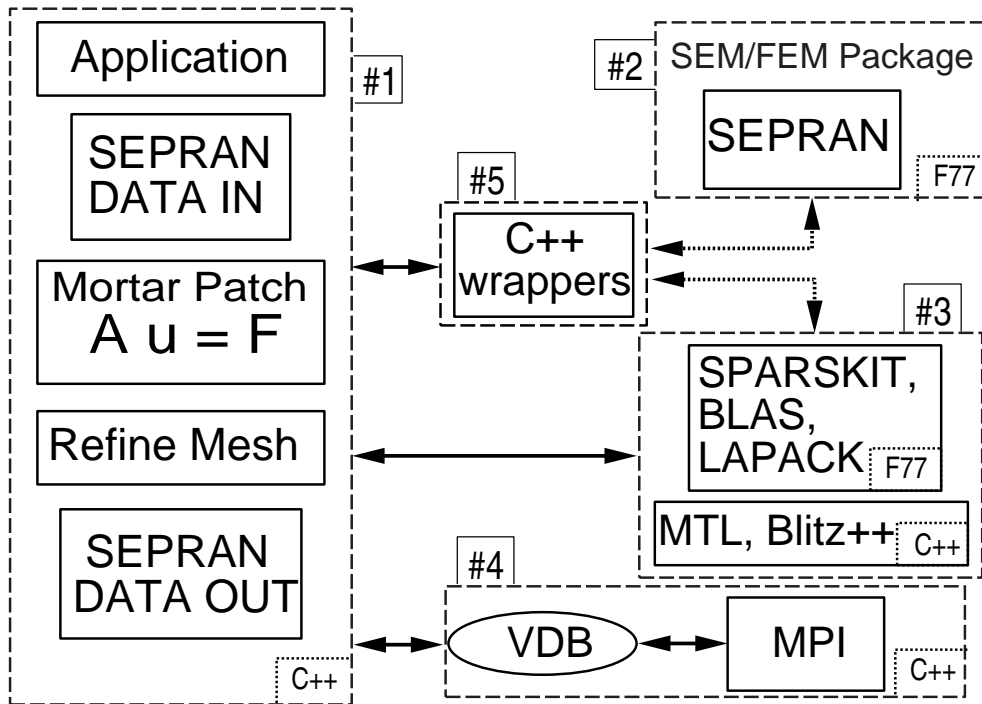 Application
#1
SEPRAN
DATA IN
Mortar Patch
A u = F
Refine Mesh
SEPRAN
DATA OUT
C++
#5
C++
wrappers
#2
SEM/FEM Package
SEPRAN
F77
#3
SPARSKIT,
BLAS,
LAPACK
F77
MTL, Blitz++
C++
#4
VDB
MPI
C++